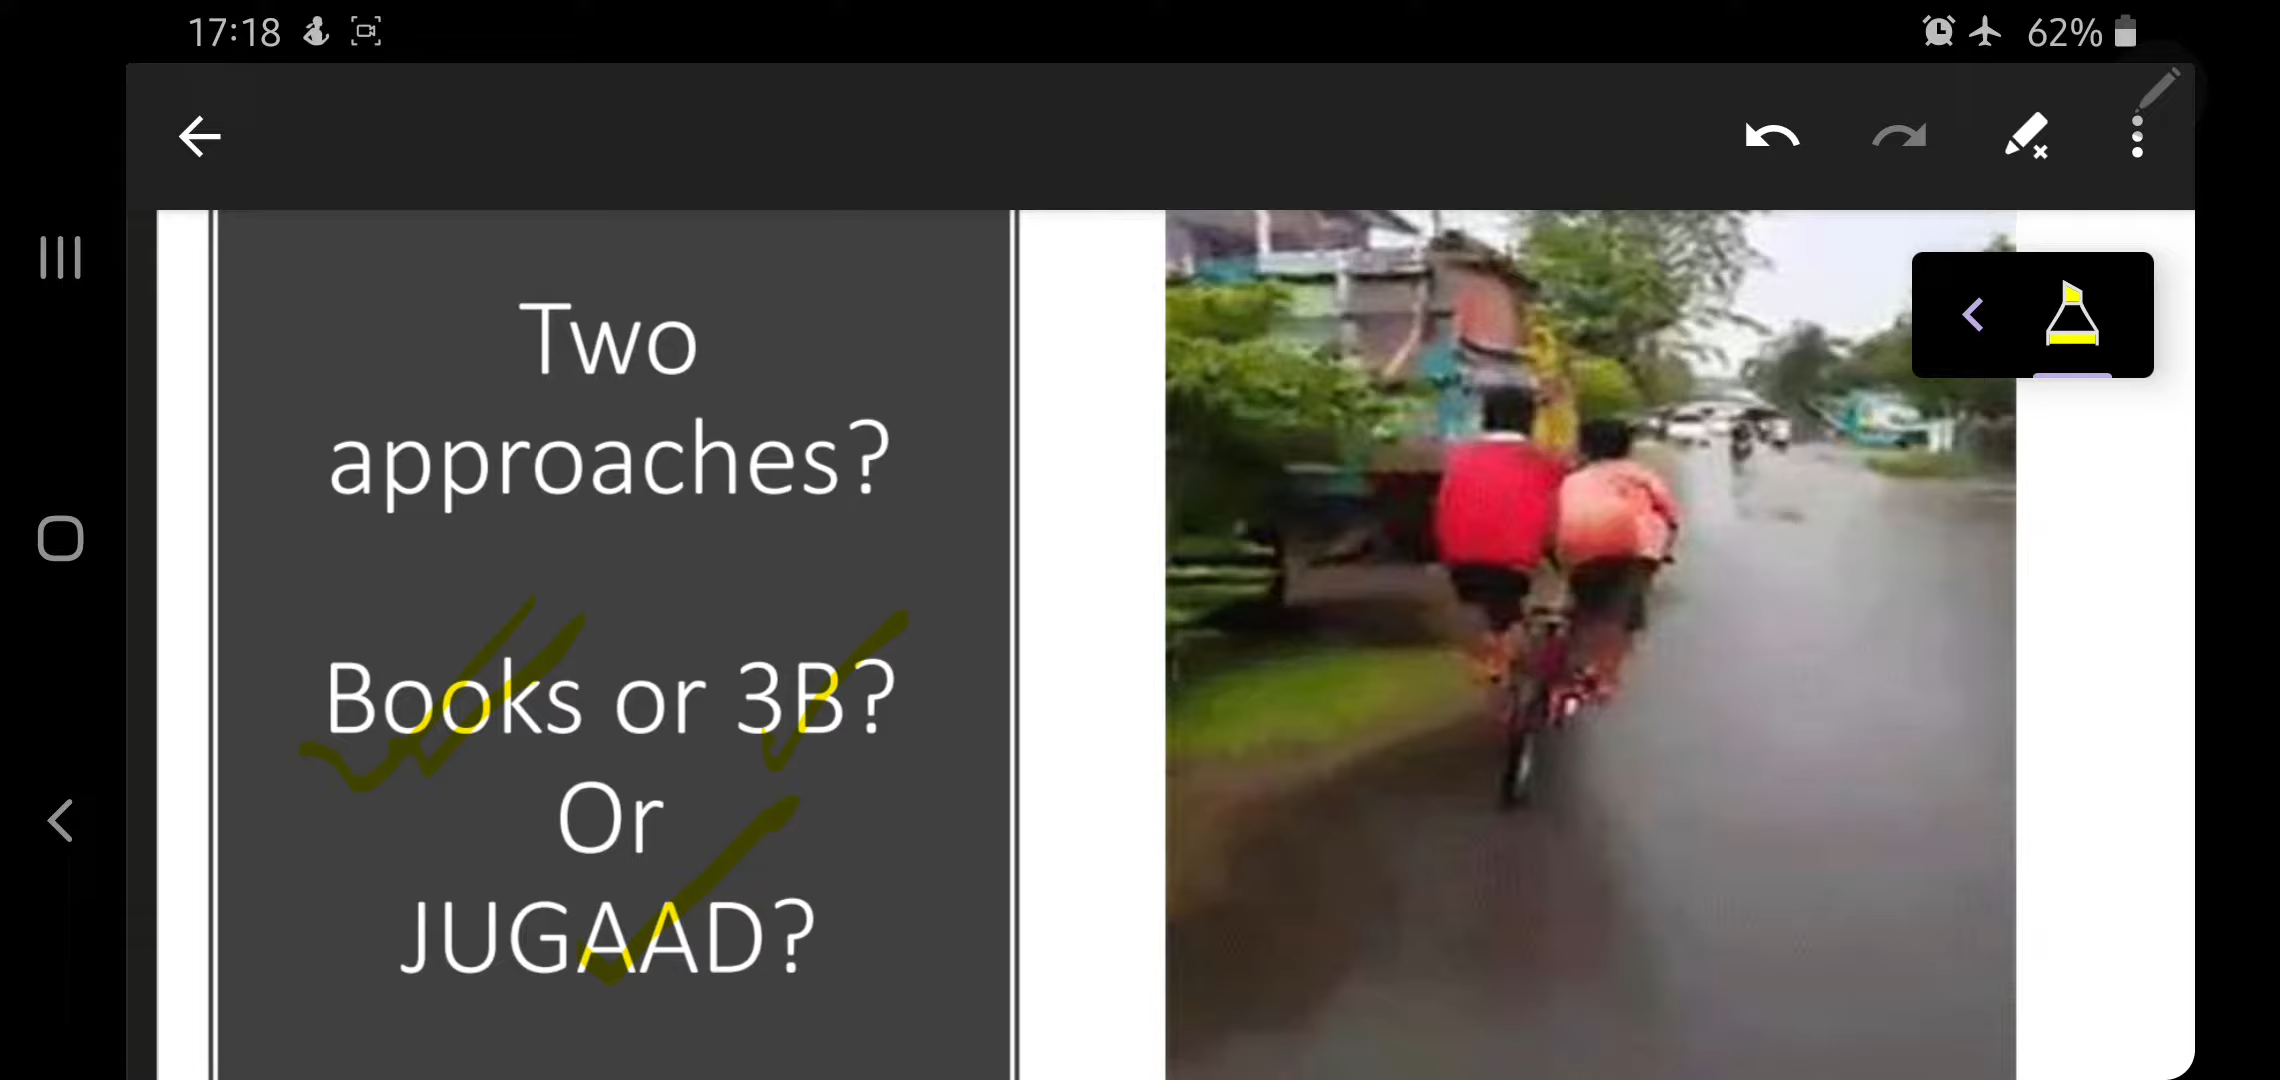 17:18
62%
Two
approaches?
Books or 3B?
Or
JUGAAD?